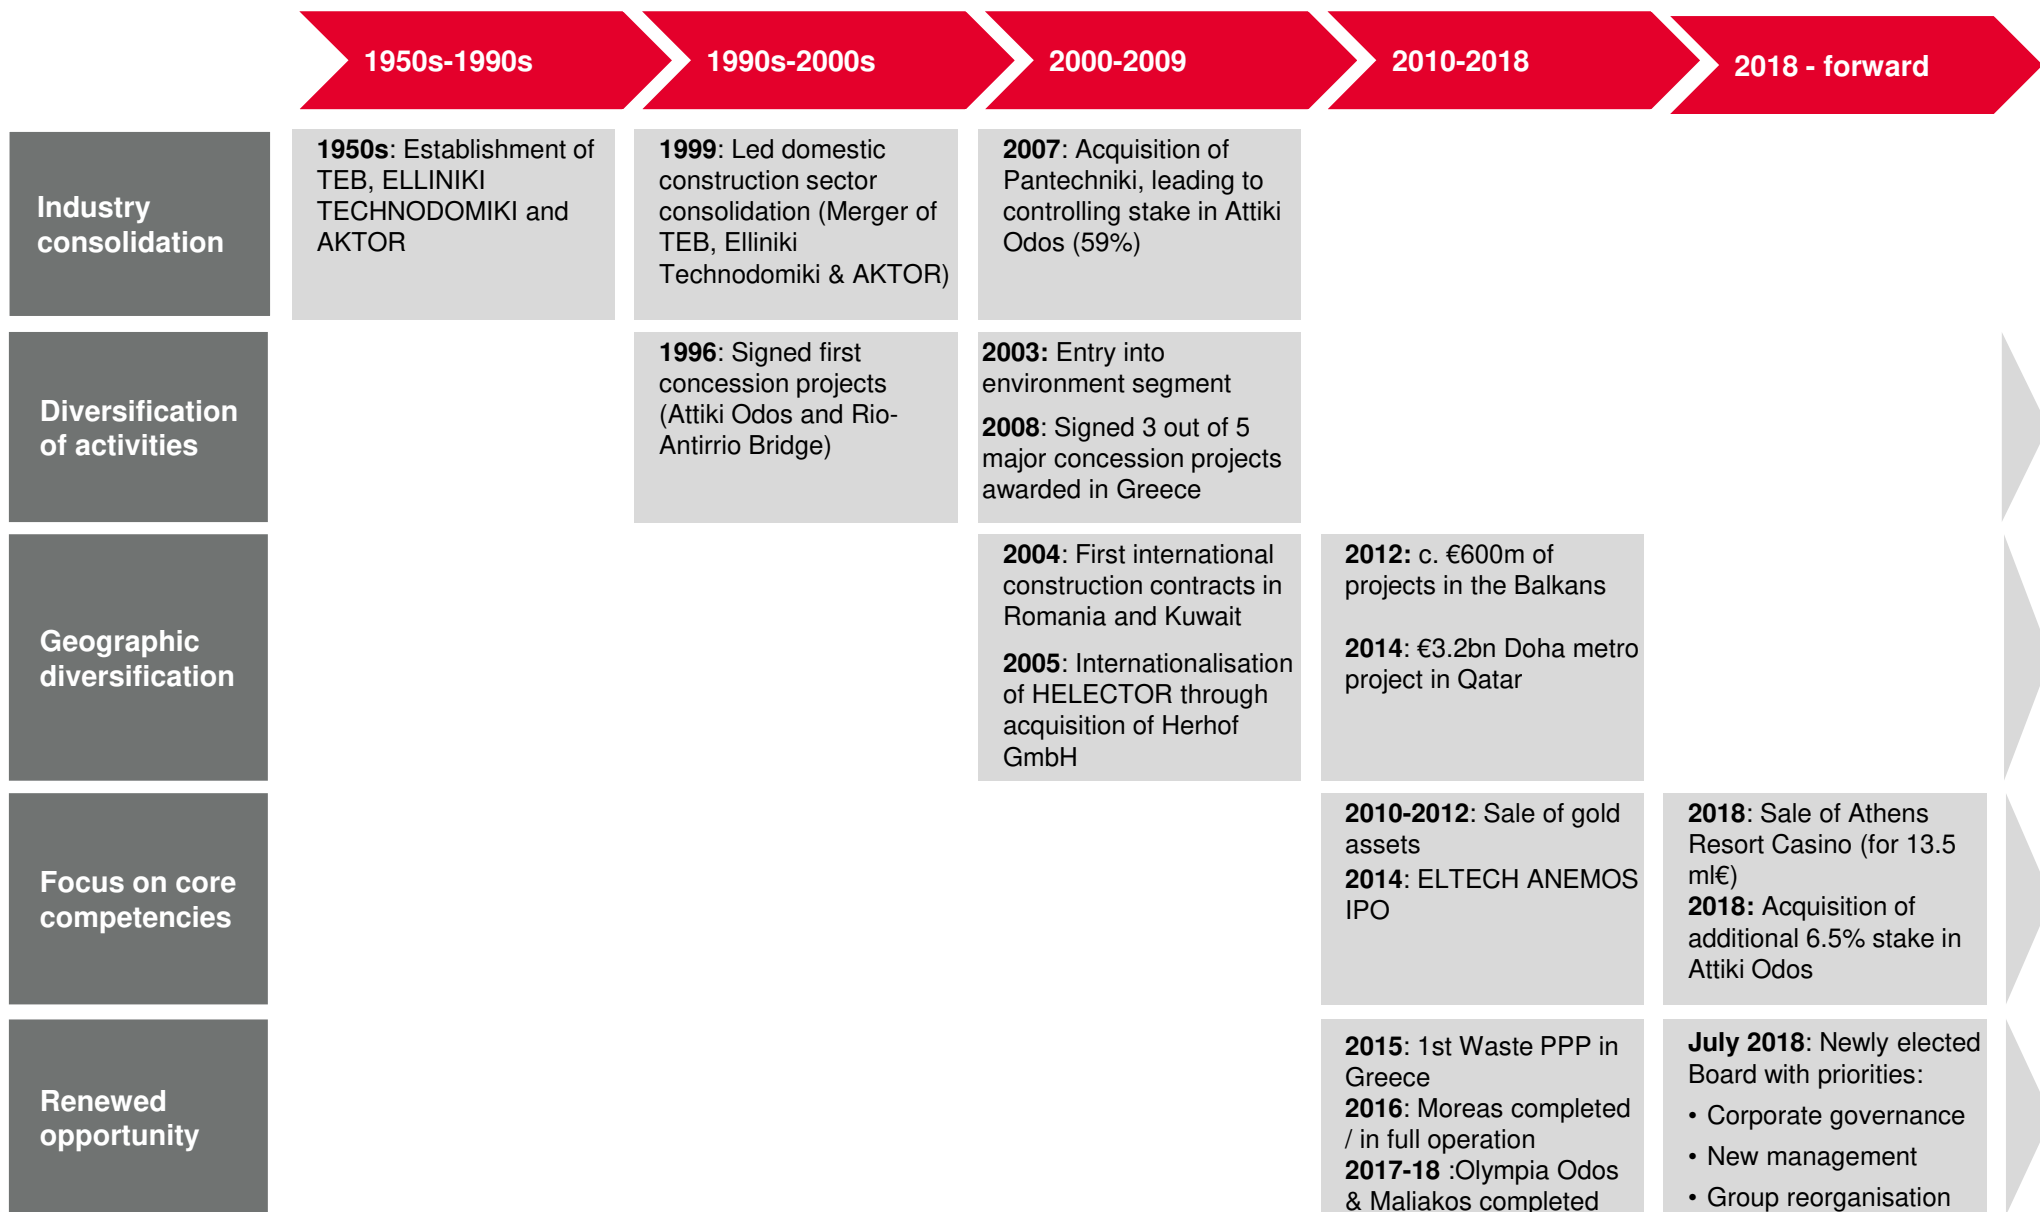 1950s-1990s
1990s-2000s
2000-2009
2010-2018
2018 - forward
Industry
consolidation
1950s: Establishment of
TEB, ELLINIKI
TECHNODOMIKI and
AKTOR
1999: Led domestic
construction sector
consolidation (Merger of
TEB, Elliniki
Technodomiki & AKTOR)
2007: Acquisition of
Pantechniki, leading to
controlling stake in Attiki
Odos (59%)
Diversification
of activities
1996: Signed first
concession projects
(Attiki Odos and Rio-
Antirrio Bridge)
2003: Entry into
environment segment
2008: Signed 3 out of 5
major concession projects
awarded in Greece
Geographic
diversification
2004: First international
construction contracts in
Romania and Kuwait
2005: Internationalisation
of HELECTOR through
acquisition of Herhof
GmbH
2012: c. €600m of
projects in the Balkans
2014: €3.2bn Doha metro
project in Qatar
Focus on core
competencies
2010-2012: Sale of gold
assets
2014: ELTECH ANEMOS
IPO
2018: Sale of Athens
Resort Casino (for 13.5
ml€)
2018: Acquisition of
additional 6.5% stake in
Attiki Odos
Renewed
opportunity
2015: 1st Waste PPP in
Greece
2016: Moreas completed
/ in full operation
2017-18 :Olympia Odos
& Maliakos completed
July 2018: Newly elected
Board with priorities:
• Corporate governance
• New management
• Group reorganisation